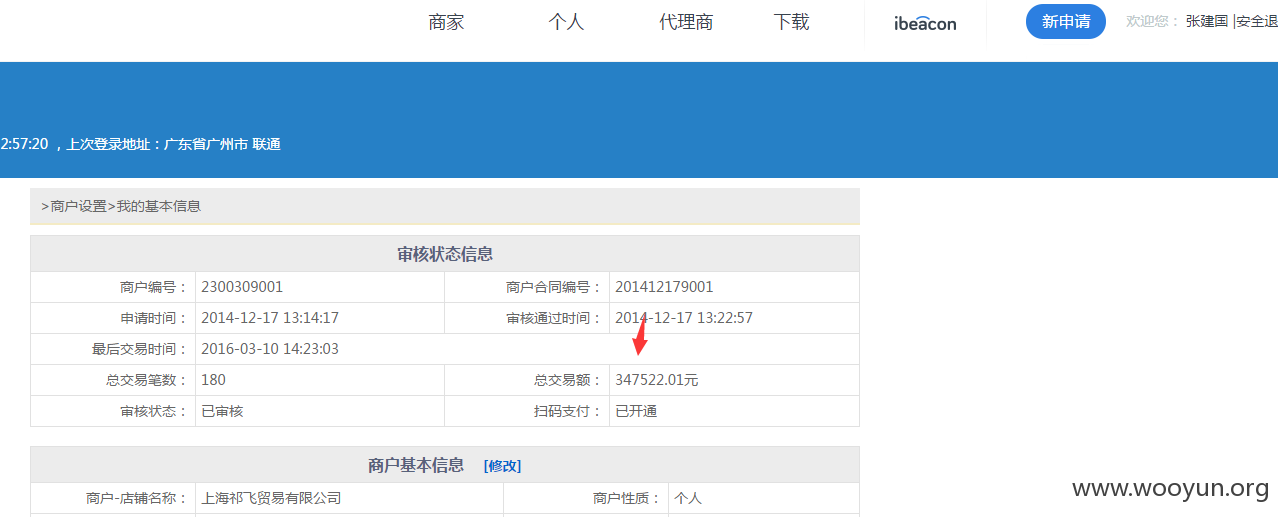 商家 个人 代理商 下载 ibeacon 新申请 欢迎您： 张建国 |安全退
2:57:20 ，上次登录地址：广东省广州市 联通
>商户设置>我的基本信息
审核状态信息
商户编号： 2300309001 商户合同编号： 201412179001
申请时间： 2014-12-17 13:14:17 审核通过时间： 2014-12-17 13:22:57
最后交易时间： 2016-03-10 14:23:03
总交易笔数： 180 总交易额： 347522.01元
审核状态： 已审核 扫码支付： 已开通
商户基本信息 [修改]
商户-店铺名称： 上海祁飞贸易有限公司 商户性质： 个人
www.wooyun.org